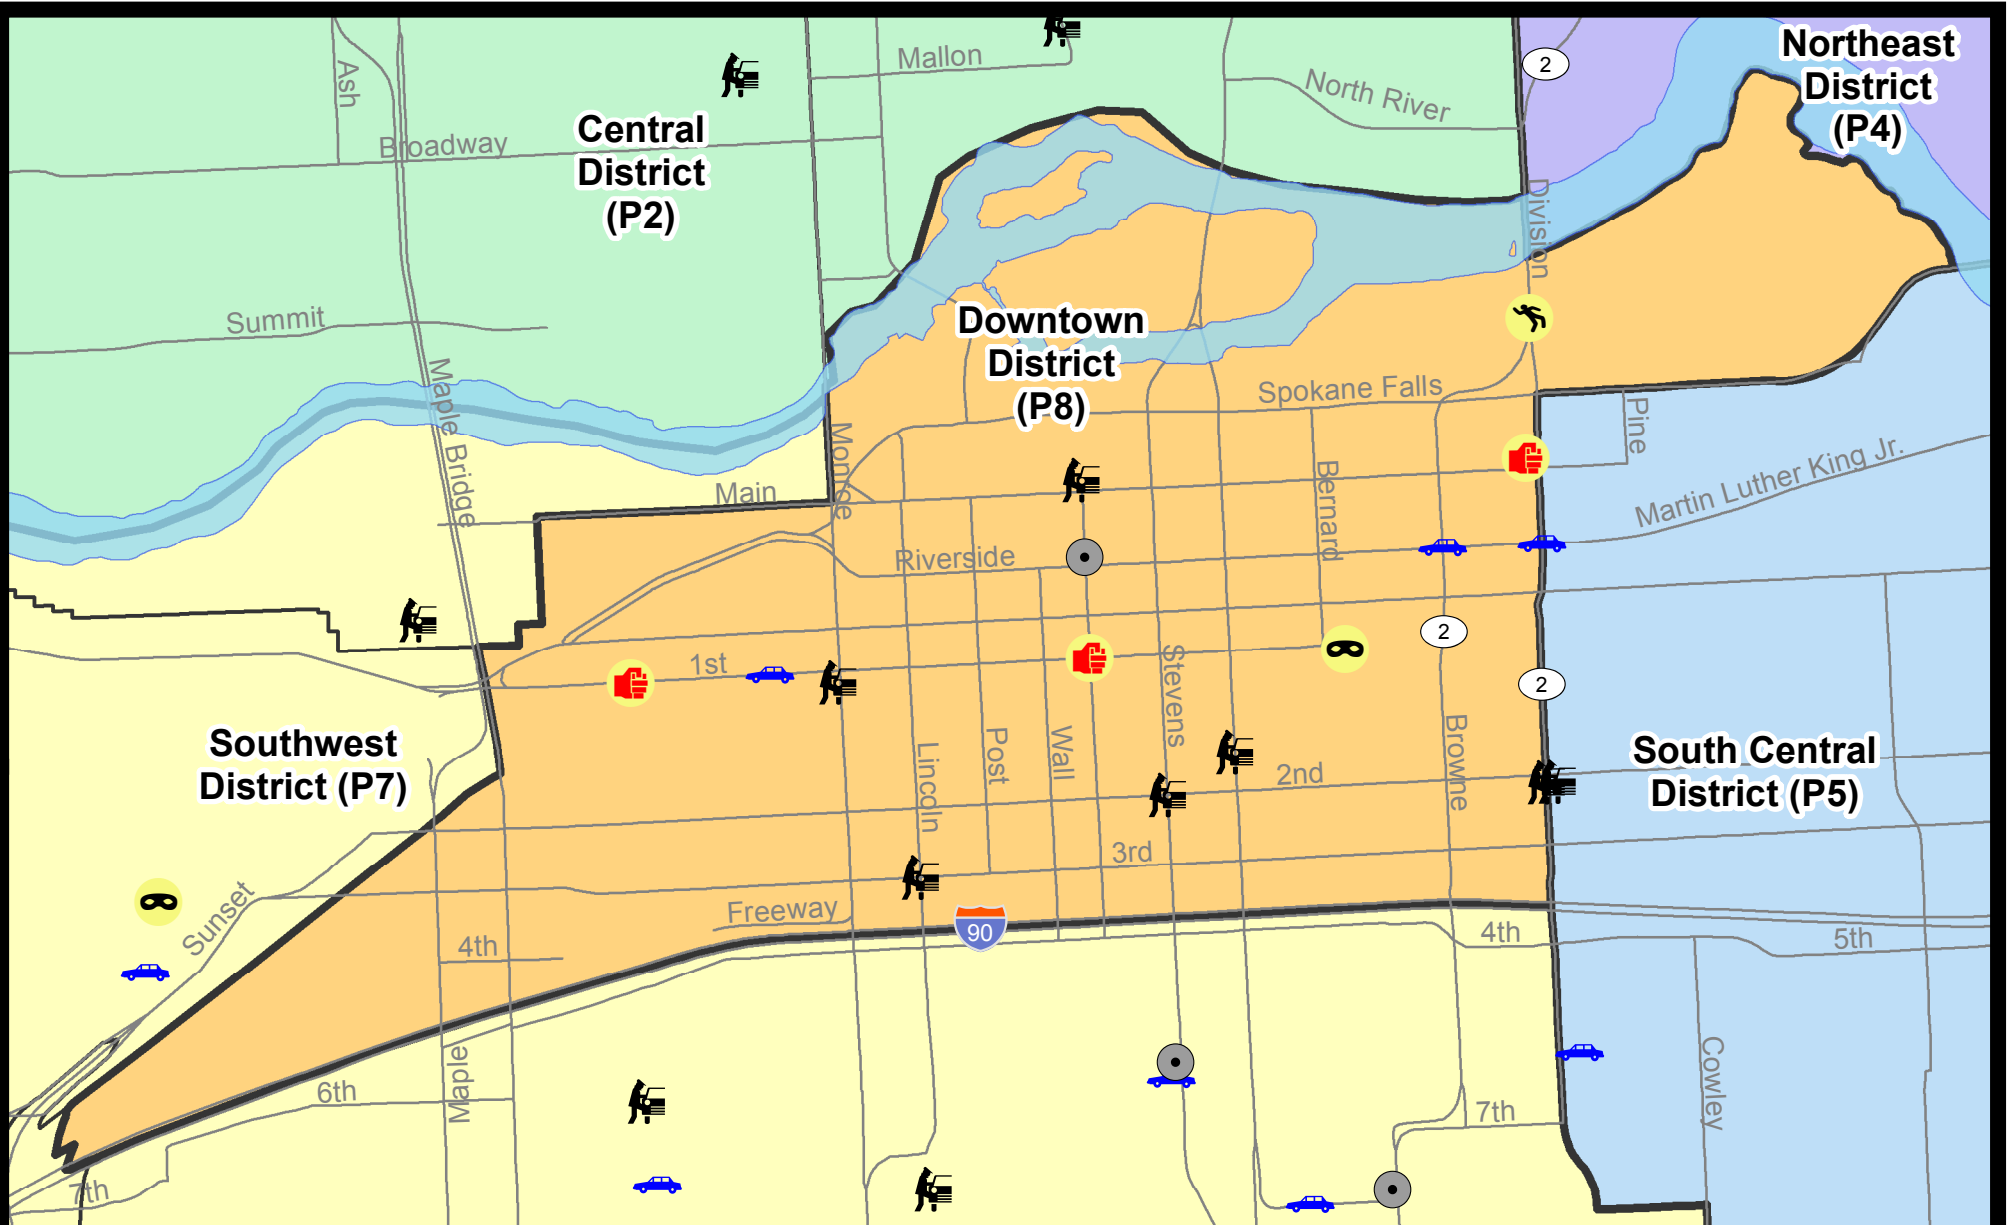 Northeast
District
(P4)
2
Mallon
North River
Ash
Central
District
(P2)
Broadway
Division
Summit
Downtown
District
(P8)
Maple Bridge
Spokane Falls
Pine
Monroe
Martin Luther King Jr.
Main
Bernard
Riverside
2
1st
2
Stevens
Southwest
District (P7)
South Central
District (P5)
Lincoln
Post
Wall
2nd
Browne
3rd
Sunset
Freeway
90
4th
4th
5th
Maple
Cowley
6th
7th
7th